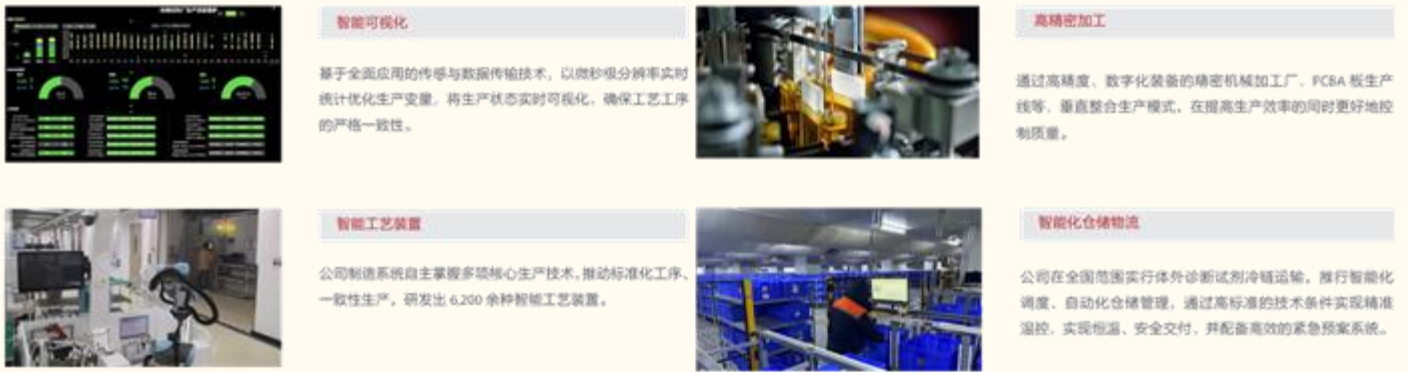 智能可视化
基于全面应用的传感与数据传输技术，以微秒级分辨率实时
统计优化生产变量，将生产状态实时可视化，确保工艺工序
的严格一致性。
高精密加工
通过高精度、数字化装备的精密机械加工厂、PCBA 板生产
线等，垂直整合生产模式，在提高生产效率的同时更好地控
制质量。
智能工艺装置
公司制造系统自主掌握多项核心生产技术，推动标准化工序、
一致性生产，研发出 6,200 余种智能工艺装置。
智能化仓储物流
公司在全国范围实行体外诊断试剂冷链运输，推行智能化
调度、自动化仓储管理，通过高标准的技术条件实现精准
温控，实现恒温、安全交付，并配备高效的紧急预案系统。